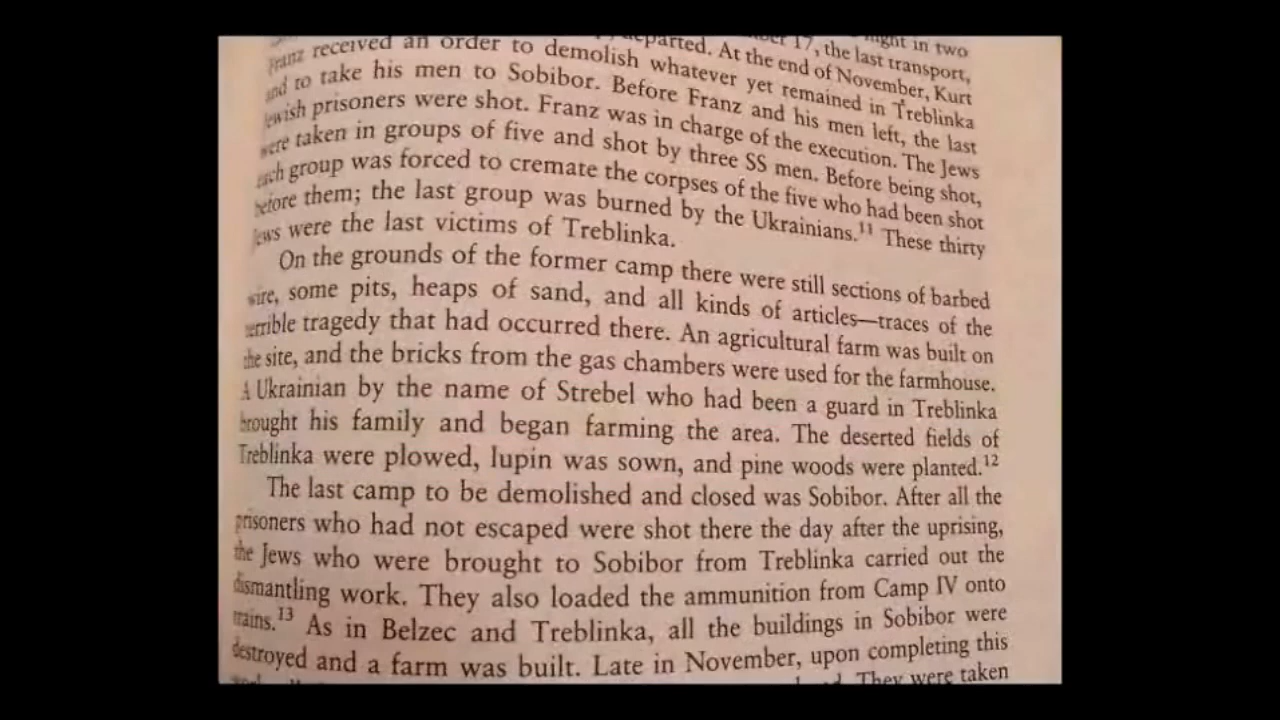 night in two
17, the last transport,
departed. At the end of November, Kurt
Franz received an order to demolish whatever yet remained in Treblinka
and to take his men to Sobibor. Before Franz and his men left, the last
Jewish prisoners were shot. Franz was in charge of the execution. The Jews
were taken in groups of five and shot by three SS men. Before being shot,
each group was forced to cremate the corpses of the five who had been shot
before them; the last group was burned by the Ukrainians.11 These thirty
Jews were the last victims of Treblinka.
On the grounds of the former camp there were still sections of barbed
wire, some pits, heaps of sand, and all kinds of articles—traces of the
terrible tragedy that had occurred there. An agricultural farm was built on
the site, and the bricks from the gas chambers were used for the farmhouse.
A Ukrainian by the name of Strebel who had been a guard in Treblinka
brought his family and began farming the area. The deserted fields of
Treblinka were plowed, lupin was sown, and pine woods were planted.12
The last camp to be demolished and closed was Sobibor. After all the
prisoners who had not escaped were shot there the day after the uprising,
the Jews who were brought to Sobibor from Treblinka carried out the
dismantling work. They also loaded the ammunition from Camp IV onto
trains.13 As in Belzec and Treblinka, all the buildings in Sobibor were
destroyed and a farm was built. Late in November, upon completing this
They were taken